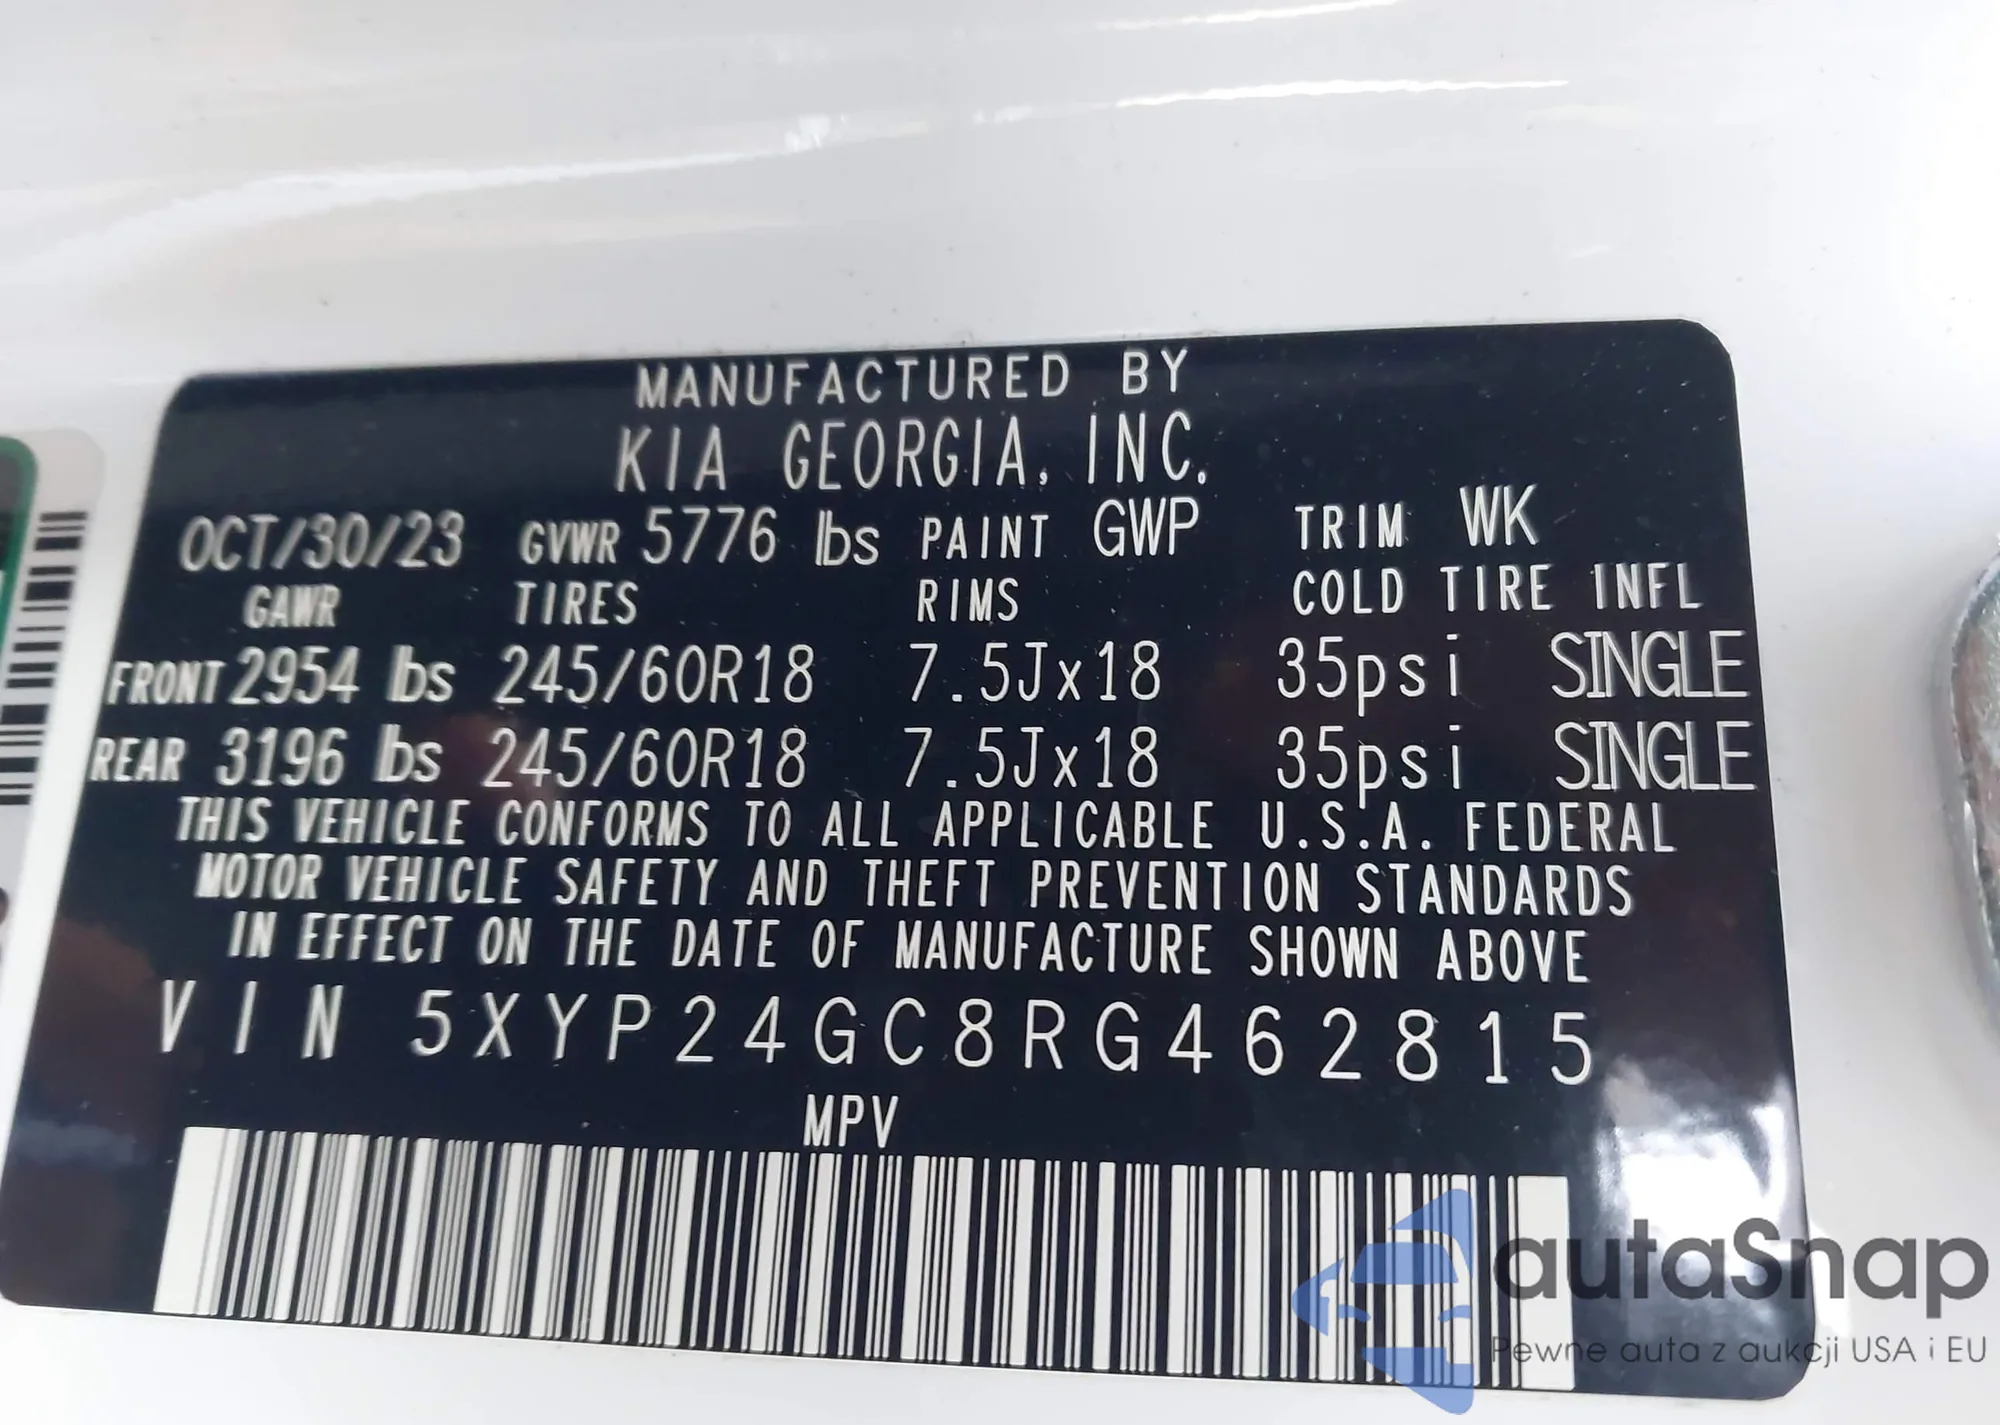 MANUFACTURED BY
KIA GEORGIA, INC.
OCT/30/23 GVWR 5776 lbs PAINT GWP TRIM WK
GAWR TIRES RIMS COLD TIRE INFL
FRONT 2954 lbs 245/60R18 7.5Jx18 35psi SINGLE
REAR 3196 lbs 245/60R18 7.5Jx18 35psi SINGLE
THIS VEHICLE CONFORMS TO ALL APPLICABLE U.S.A. FEDERAL
MOTOR VEHICLE SAFETY AND THEFT PREVENTION STANDARDS
IN EFFECT ON THE DATE OF MANUFACTURE SHOWN ABOVE
VIN 5XYP24GC8RG462815
MPV
autaSnap
Pewne auta z aukcji USA i EU